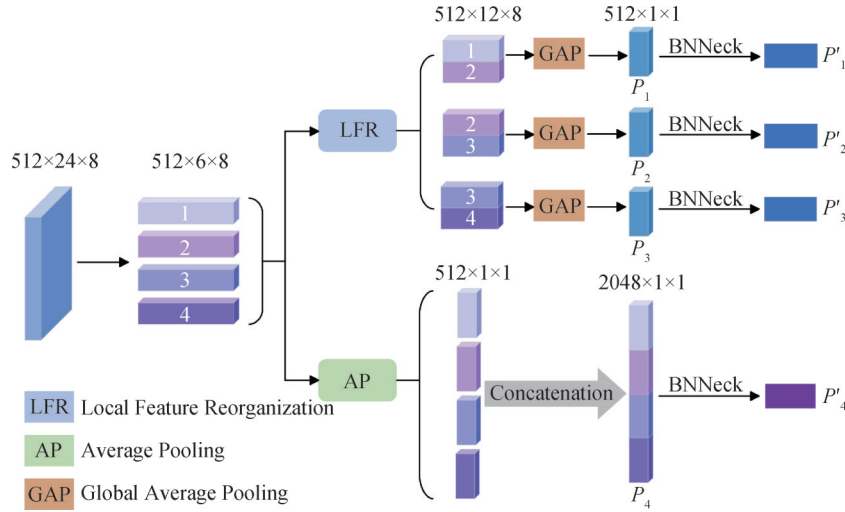 512×12×8
512×1×1
1
2
GAP
P1
BNNeck
P′1
LFR
2
3
GAP
P2
BNNeck
P′2
3
4
GAP
P3
BNNeck
P′3
512×24×8
512×6×8
1
2
3
4
AP
512×1×1
Concatenation
2048×1×1
P4
BNNeck
P′4
LFR Local Feature Reorganization
AP Average Pooling
GAP Global Average Pooling